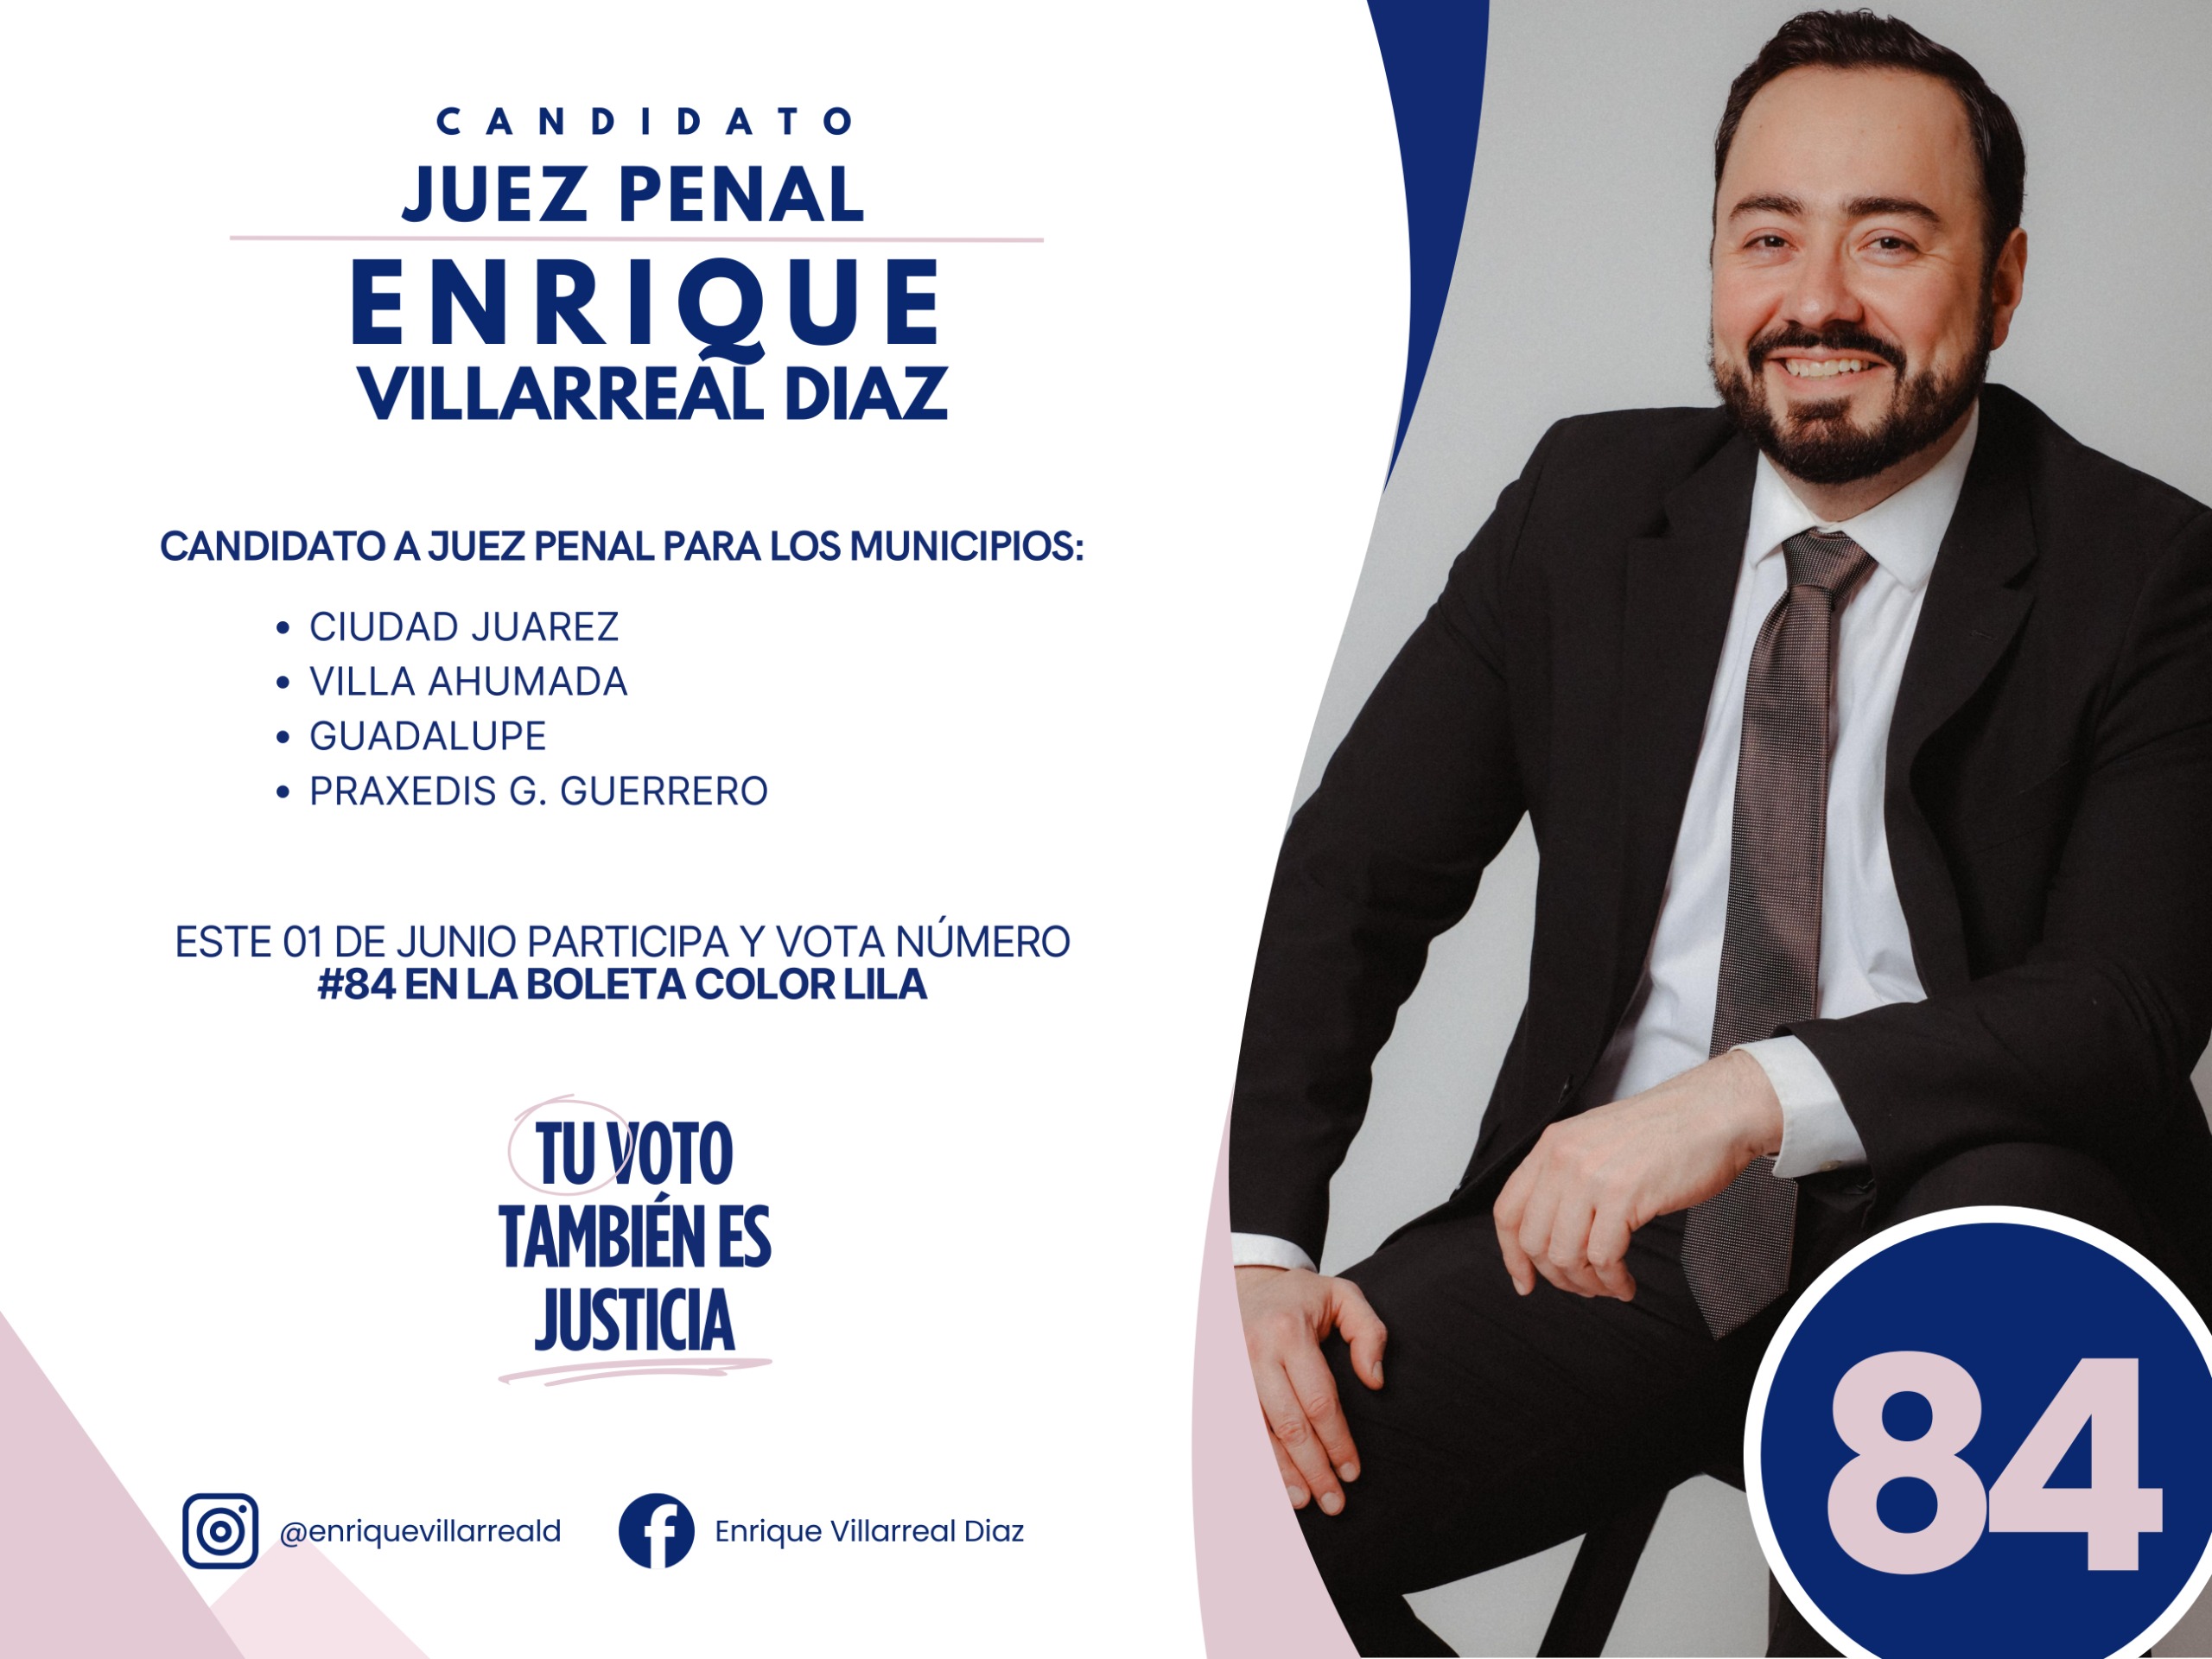 CANDIDATO
JUEZ PENAL
ENRIQUE
VILLARREAL DIAZ
CANDIDATO A JUEZ PENAL PARA LOS MUNICIPIOS:
• CIUDAD JUAREZ
• VILLA AHUMADA
• GUADALUPE
• PRAXEDIS G. GUERRERO
ESTE 01 DE JUNIO PARTICIPA Y VOTA NÚMERO
#84 EN LA BOLETA COLOR LILA
TU VOTO
TAMBIÉN ES
JUSTICIA
@enriquevillarreald
Enrique Villarreal Diaz
84